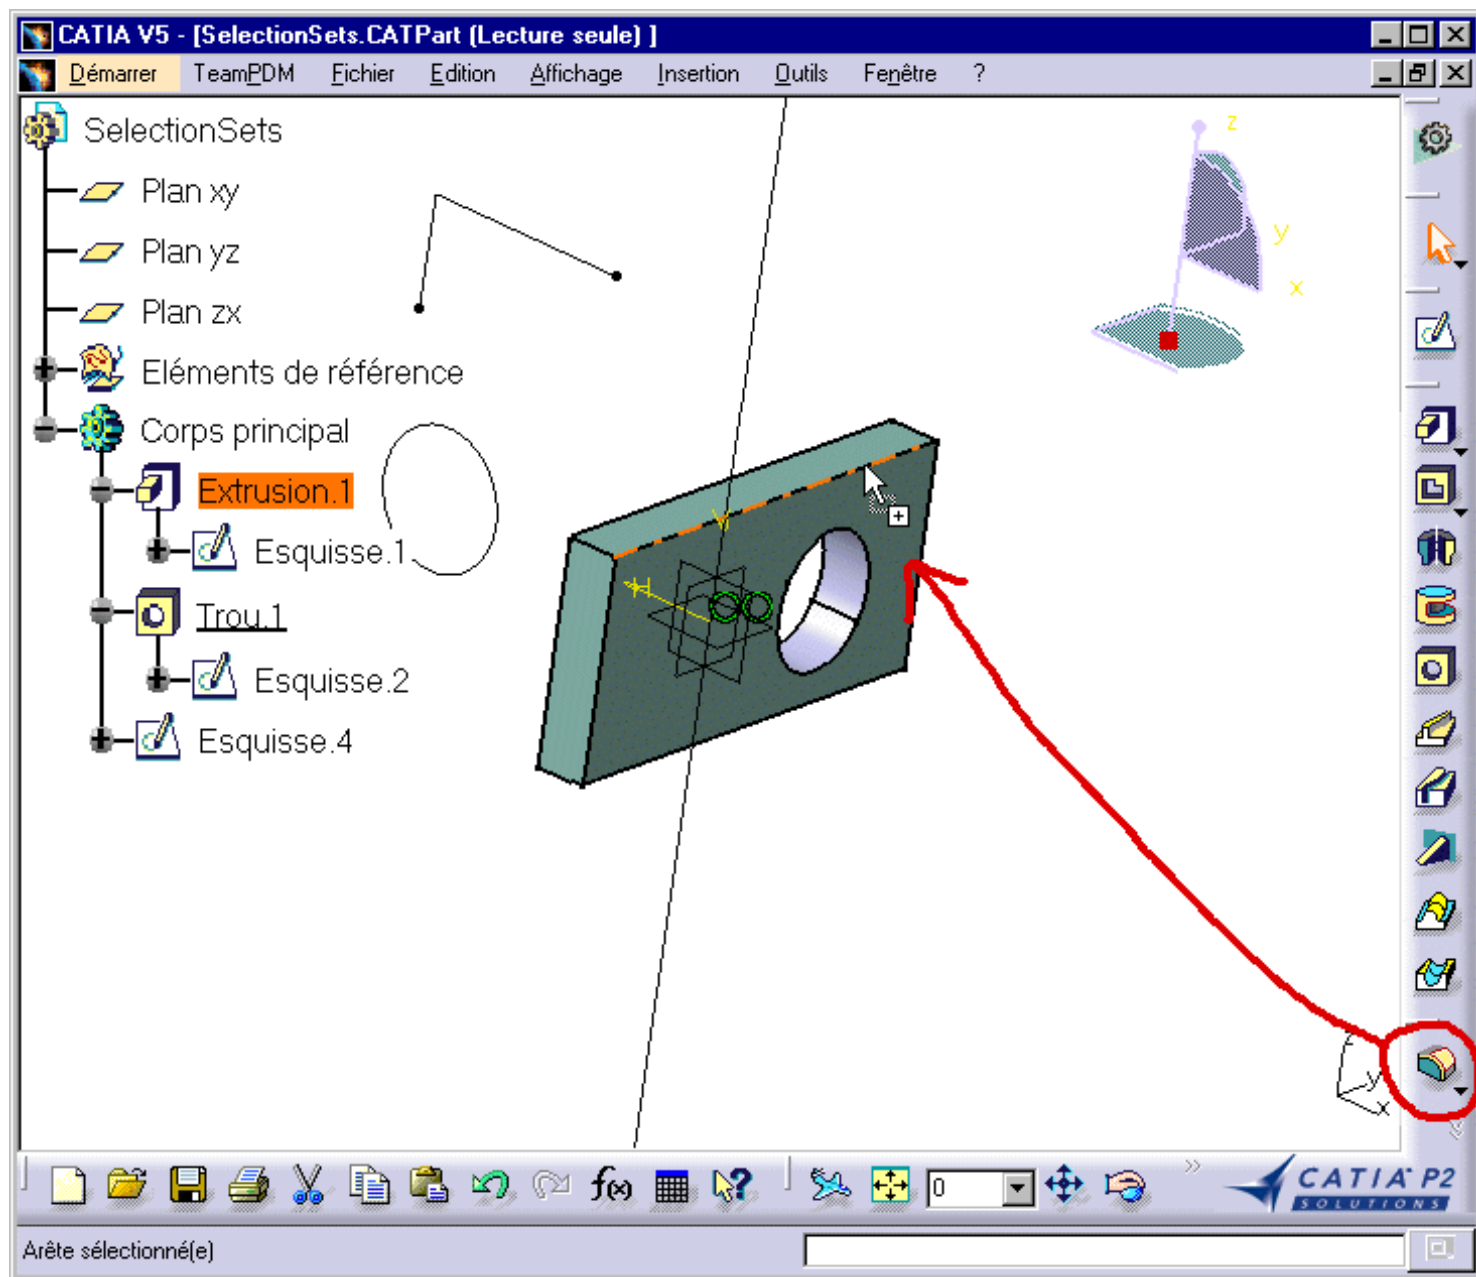 CATIA V5 - [SelectionSets.CATPart (Lecture seule) ]
Démarrer TeamPDM Fichier Edition Affichage Insertion Outils Fenêtre ?
SelectionSets
Plan xy
Plan yz
Plan zx
Eléments de référence
Corps principal
Extrusion.1
Esquisse.1
Trou.1
Esquisse.2
Esquisse.4
z
y
x
V
H
z
y
x
f(x)
?
0
CATIA P2
SOLUTIONS
Arête sélectionné(e)